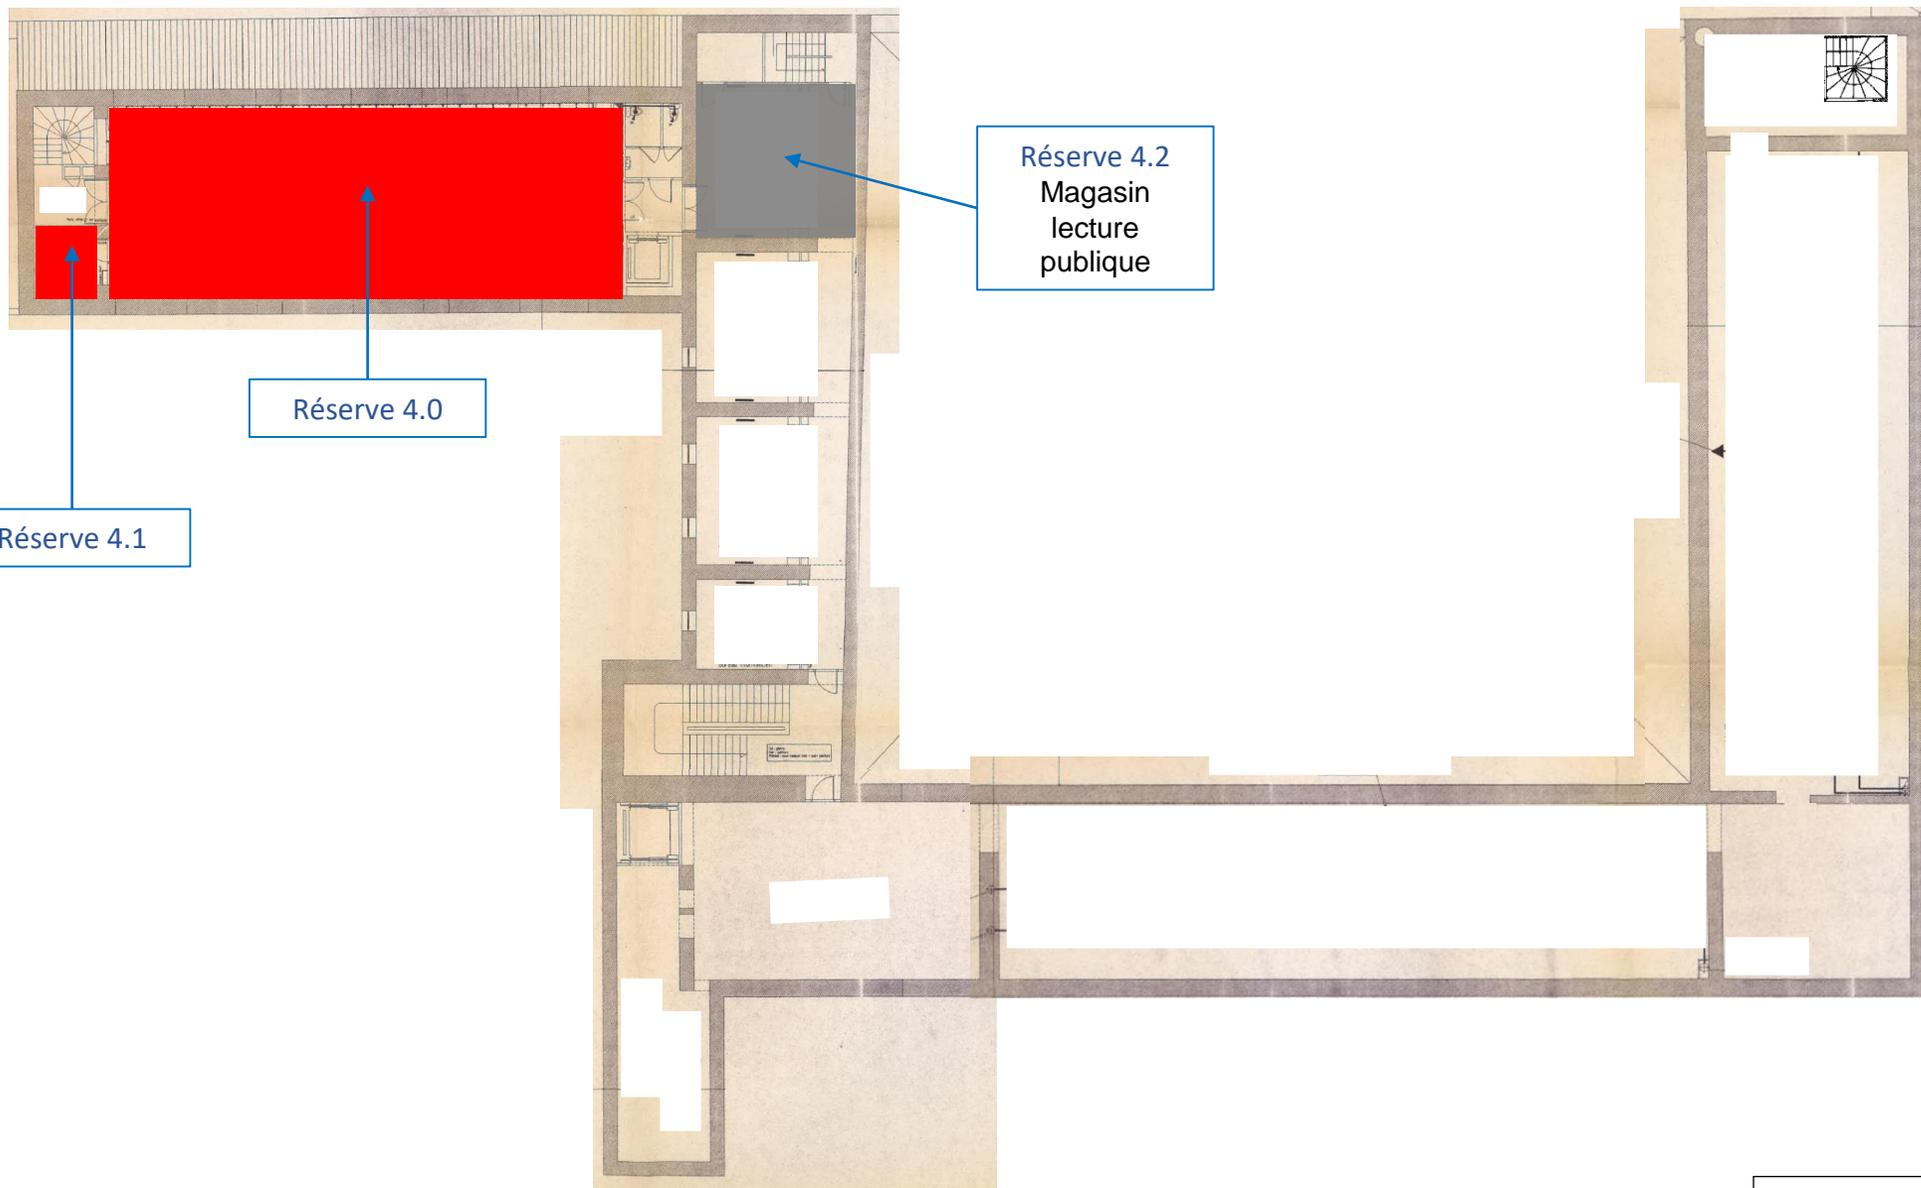 Réserve 4.2
Magasin
lecture
publique
Réserve 4.0
Réserve 4.1